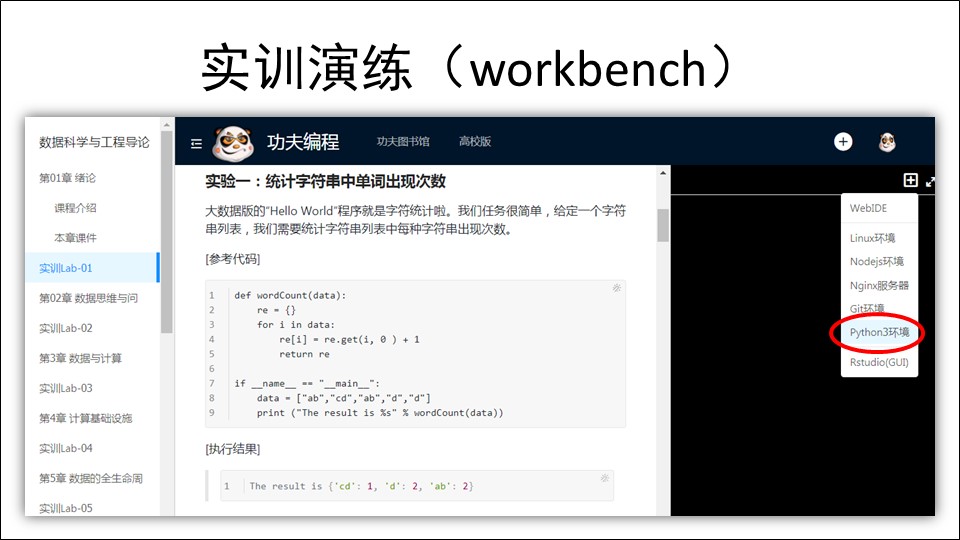 实训演练（workbench）
数据科学与工程导论
第01章 绪论
课程介绍
本章课件
实训Lab-01
第02章 数据思维与问
实训Lab-02
第3章 数据与计算
实训Lab-03
第4章 计算基础设施
实训Lab-04
第5章 数据的全生命周
实训Lab-05
功夫编程
功夫图书馆
高校版
实验一：统计字符串中单词出现次数
大数据版的"Hello World"程序就是字符统计啦。我们任务很简单，给定一个字符
串列表，我们需要统计字符串列表中每种字符串出现次数。
[参考代码]
1 def wordCount(data):
2     re = {}
3     for i in data:
4         re[i] = re.get(i, 0 ) + 1
5         return re
6
7 if __name__ == "__main__":
8     data = ["ab","cd","ab","d","d"]
9     print ("The result is %s" % wordCount(data))
[执行结果]
1 The result is {'cd': 1, 'd': 2, 'ab': 2}
WebIDE
Linux环境
Nodejs环境
Nginx服务器
Git环境
Python3环境
Rstudio(GUI)